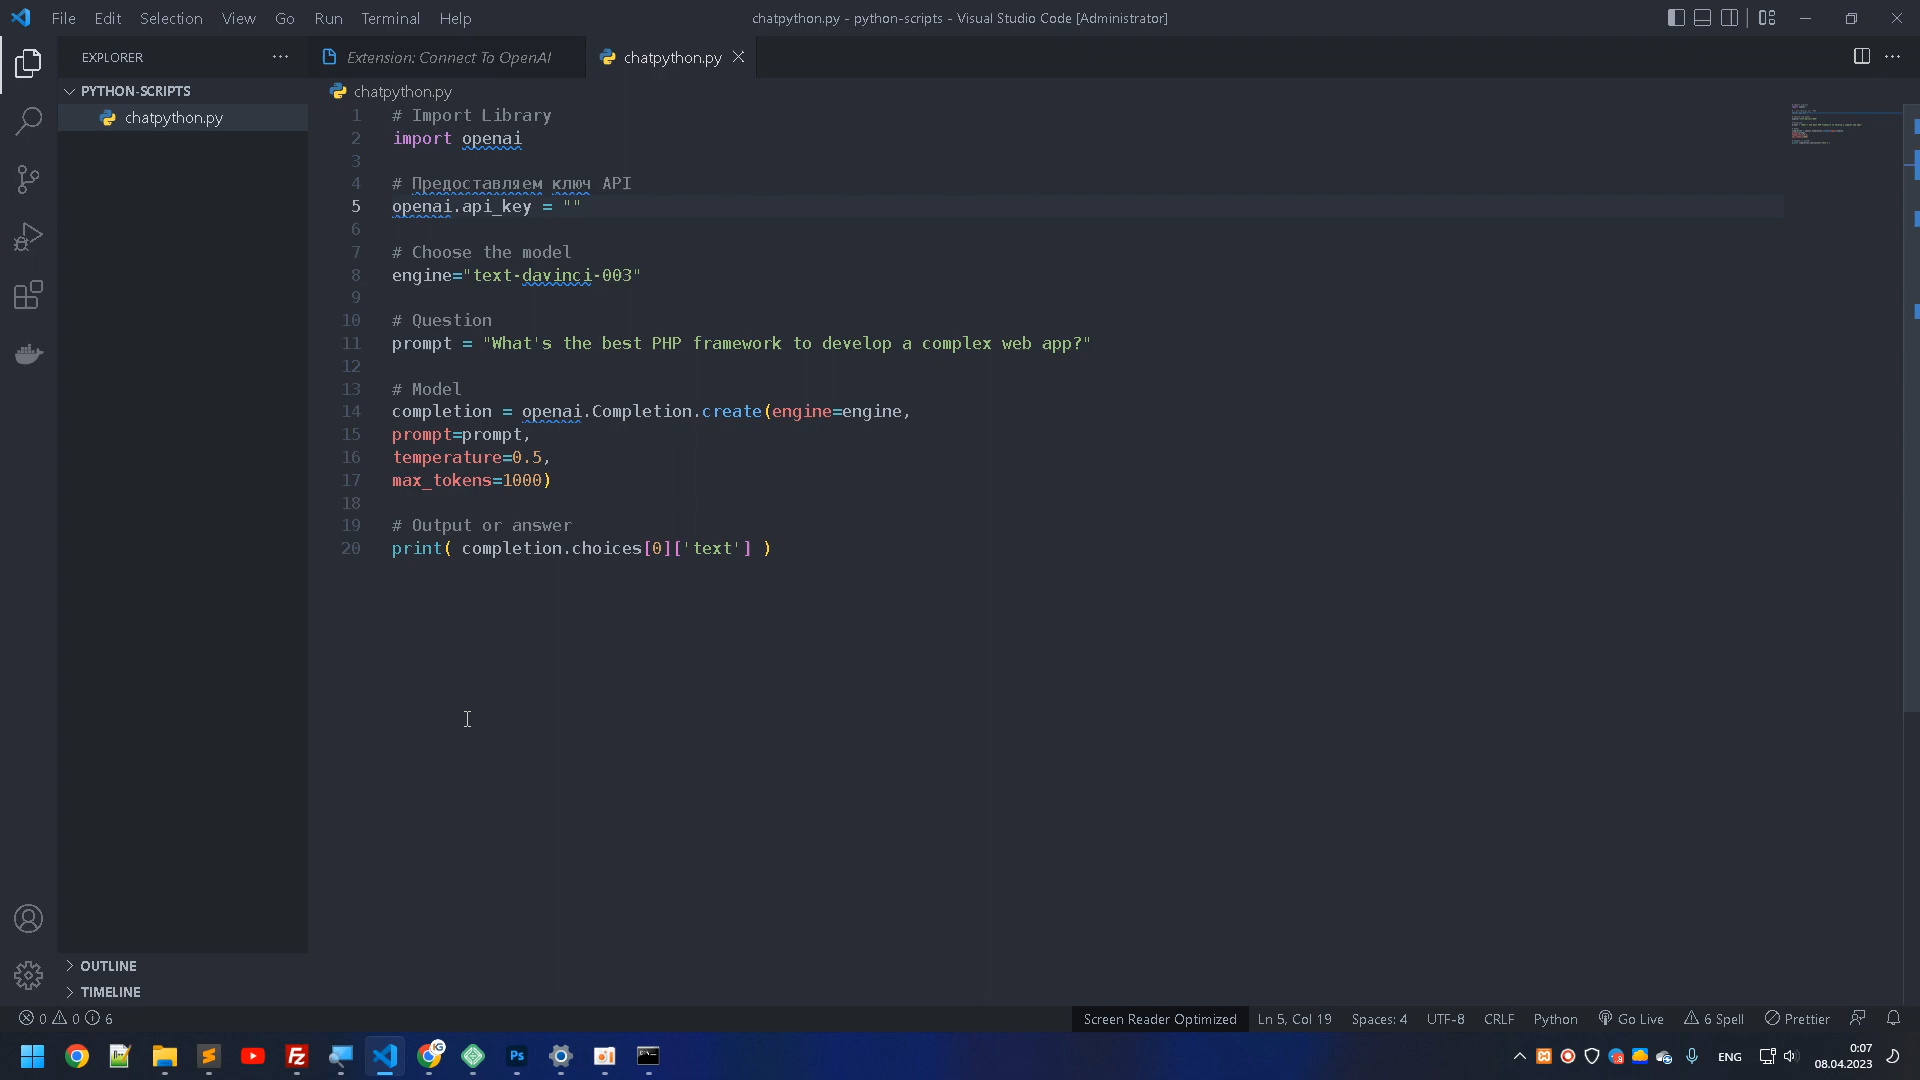 File Edit Selection View Go Run Terminal Help
chatpython.py - python-scripts - Visual Studio Code [Administrator]
EXPLORER
Extension: Connect To OpenAI
chatpython.py
PYTHON-SCRIPTS
chatpython.py
chatpython.py
1 # Import Library
2 import openai
3
4 # Предоставляем ключ API
5 openai.api_key = ""
6
7 # Choose the model
8 engine="text-davinci-003"
9
10 # Question
11 prompt = "What's the best PHP framework to develop a complex web app?"
12
13 # Model
14 completion = openai.Completion.create(engine=engine,
15 prompt=prompt,
16 temperature=0.5,
17 max_tokens=1000)
18
19 # Output or answer
20 print( completion.choices[0]['text'] )
OUTLINE
TIMELINE
0 0 6
Screen Reader Optimized Ln 5, Col 19 Spaces: 4 UTF-8 CRLF Python Go Live 6 Spell Prettier
Fz
IG
Ps
ENG
0:07
08.04.2023